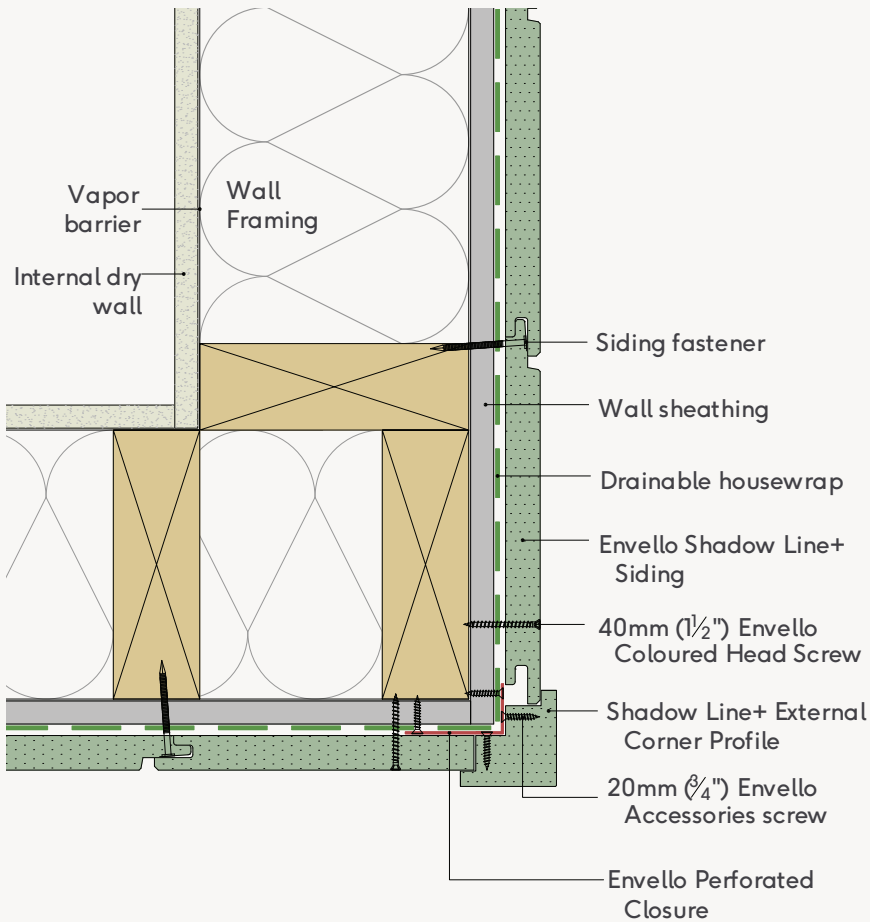 Vapor
barrier
Wall
Framing
Internal dry
wall
Siding fastener
Wall sheathing
Drainable housewrap
Envello Shadow Line+
Siding
40mm (1½") Envello
Coloured Head Screw
Shadow Line+ External
Corner Profile
20mm (¾") Envello
Accessories screw
Envello Perforated
Closure